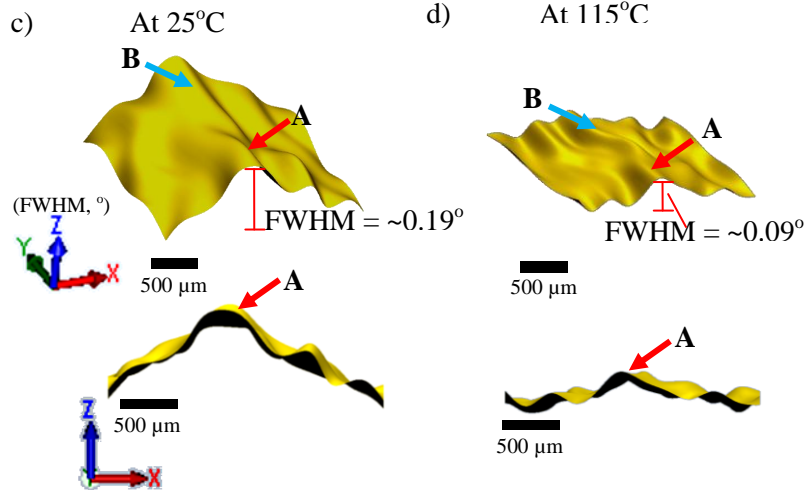 c) At 25°C
B
A
(FWHM, °)
Z
Y
X
FWHM = ~0.19°
500 µm
A
500 µm
Z
Y
X
d) At 115°C
B
A
FWHM = ~0.09°
500 µm
A
500 µm